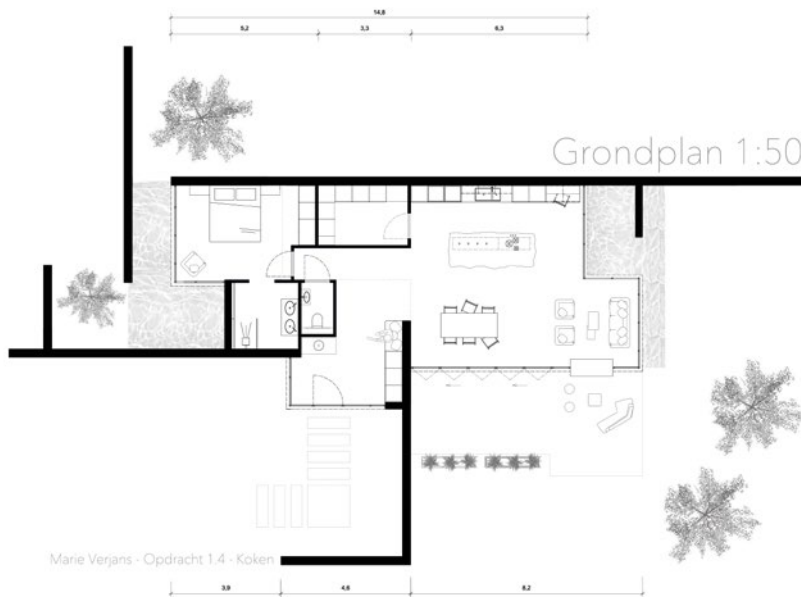 14,8
5,2 3,3 6,3
Grondplan 1:50
Marie Verjans - Opdracht 1.4 - Koken
3,9 4,6 8,2